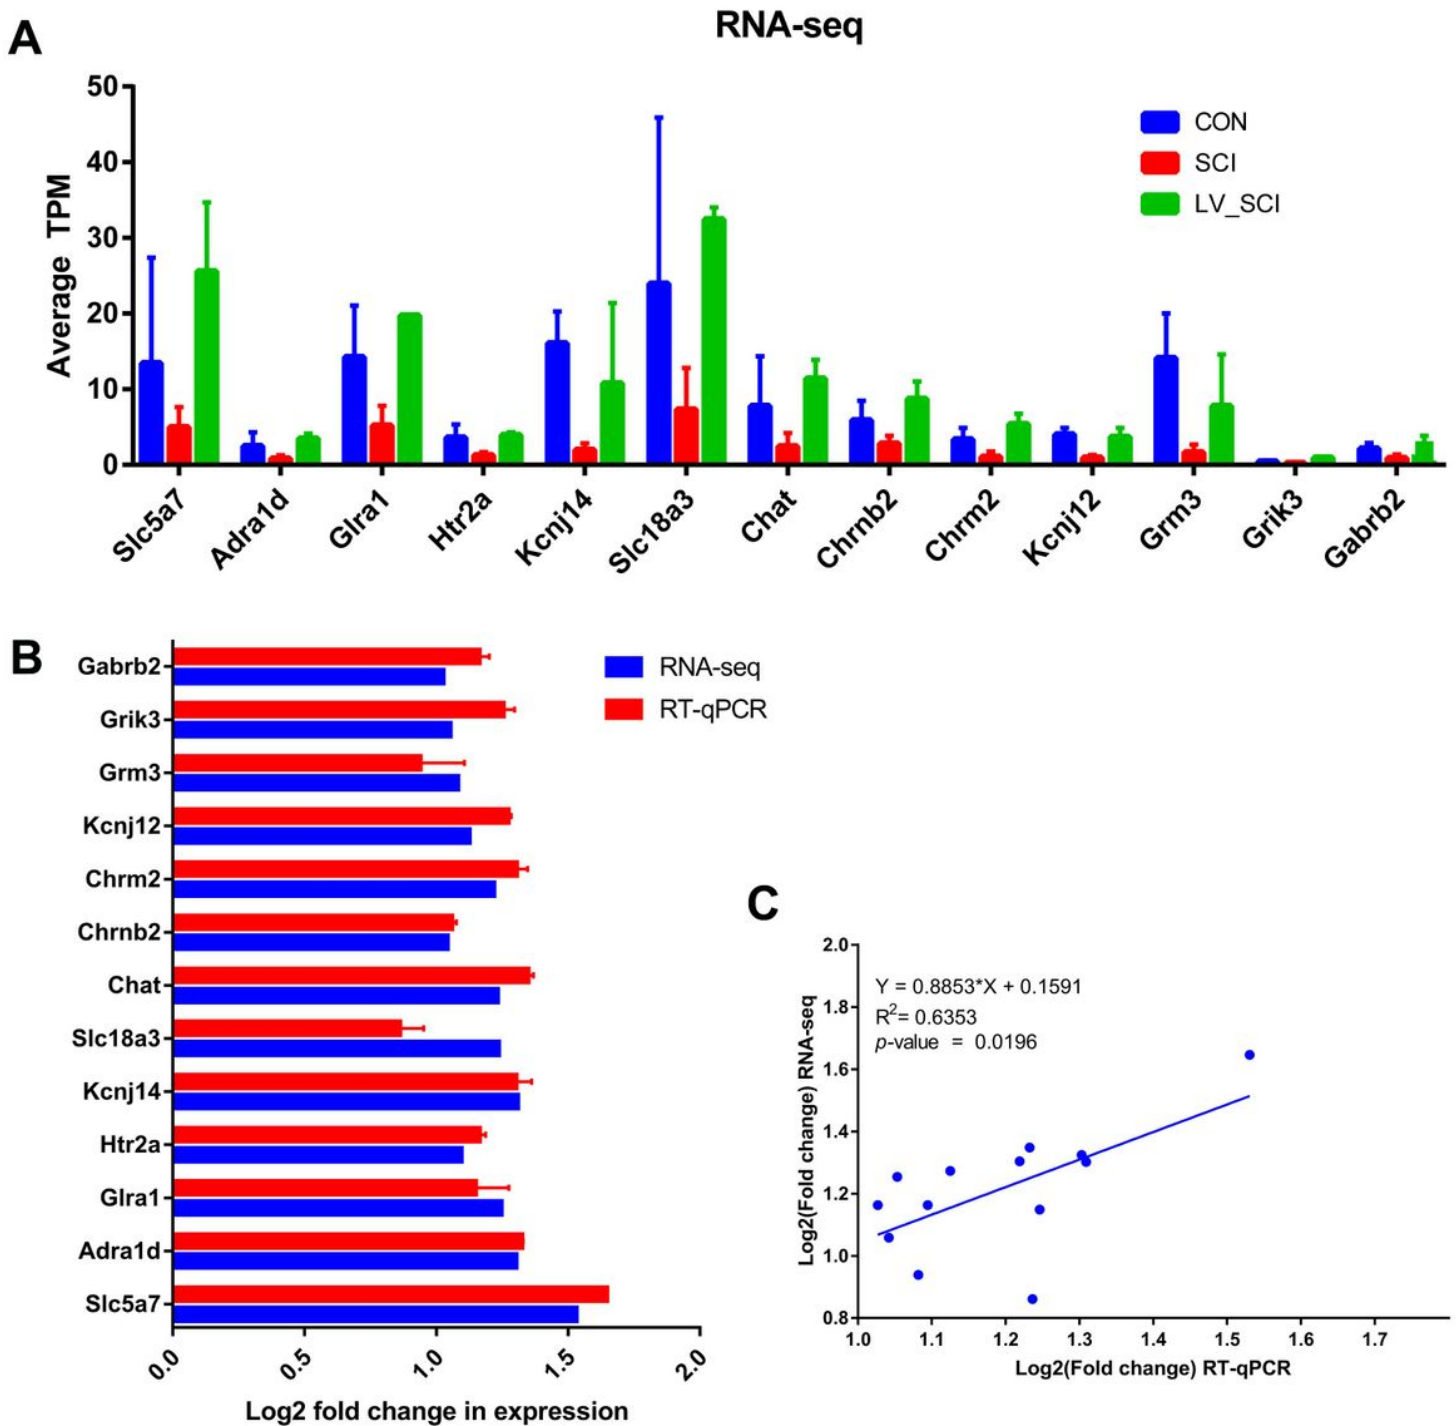 A
RNA-seq
Average TPM
50
40
30
20
10
0
CON
SCI
LV_SCI
Slc5a7
Adra1d
Glra1
Htr2a
Kcnj14
Slc18a3
Chat
Chrnb2
Chrm2
Kcnj12
Grm3
Grik3
Gabrb2
B
Gabrb2
Grik3
Grm3
Kcnj12
Chrm2
Chrnb2
Chat
Slc18a3
Kcnj14
Htr2a
Glra1
Adra1d
Slc5a7
RNA-seq
RT-qPCR
0.0
0.5
1.0
1.5
2.0
Log2 fold change in expression
C
Log2(Fold change) RNA-seq
2.0
1.8
1.6
1.4
1.2
1.0
0.8
Y = 0.8853*X + 0.1591
R²= 0.6353
p-value = 0.0196
1.0 1.1 1.2 1.3 1.4 1.5 1.6 1.7
Log2(Fold change) RT-qPCR